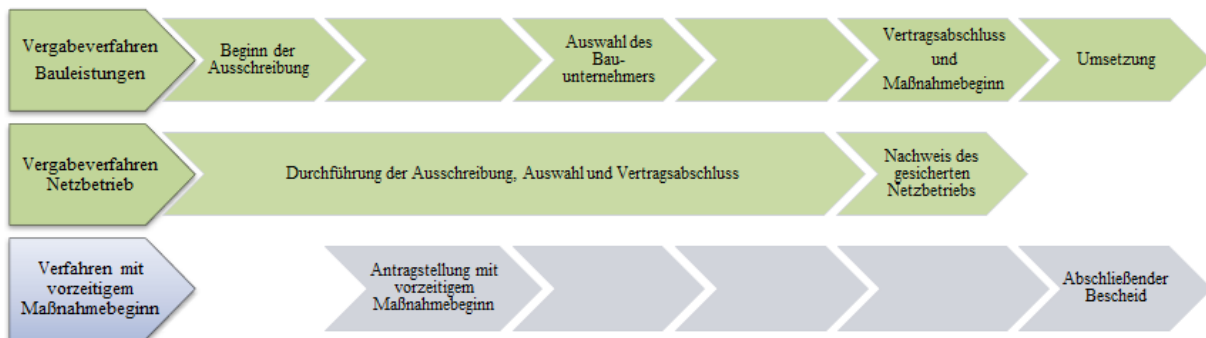 Vergabeverfahren
Bauleistungen
Beginn der
Ausschreibung
Auswahl des
Bau-
unternehmers
Vertragsabschluss
und
Maßnahmebeginn
Umsetzung
Vergabeverfahren
Netzbetrieb
Durchführung der Ausschreibung, Auswahl und Vertragsabschluss
Nachweis des
gesicherten
Netzbetriebs
Verfahren mit
vorzeitigem
Maßnahmebeginn
Antragstellung mit
vorzeitigem
Maßnahmebeginn
Abschließender
Bescheid